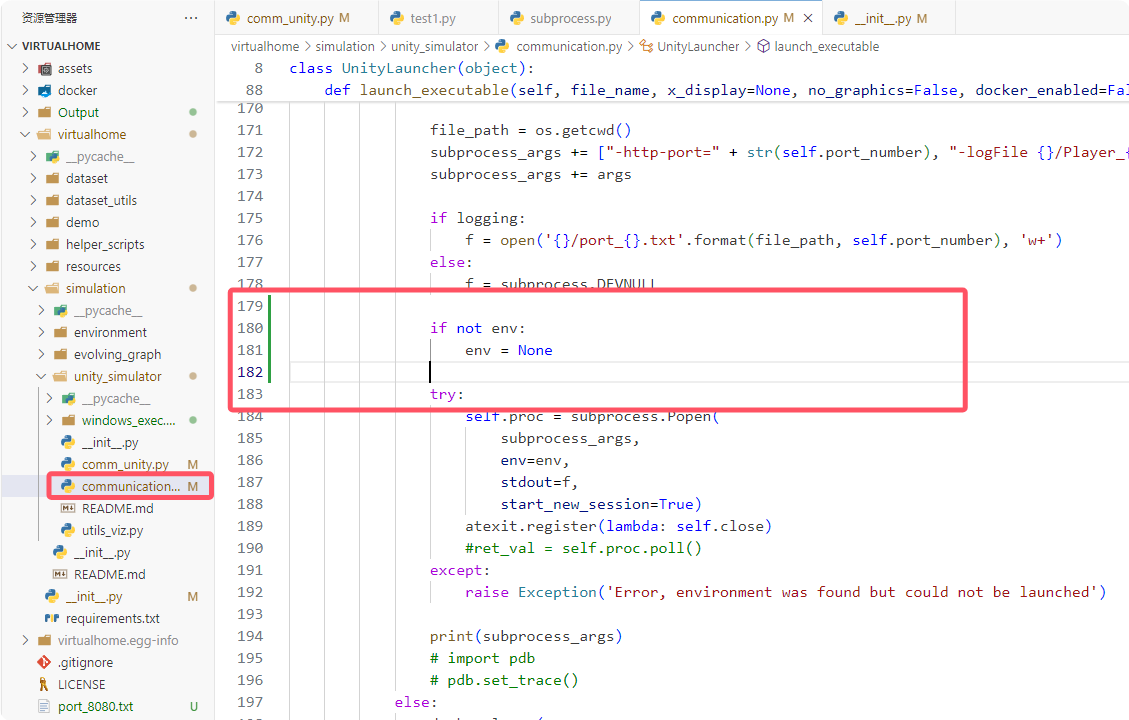 资源管理器
VIRTUALHOME
assets
docker
Output
virtualhome
__pycache__
dataset
dataset_utils
demo
helper_scripts
resources
simulation
__pycache__
environment
evolving_graph
unity_simulator
__pycache__
windows_exec....
__init__.py
comm_unity.py M
communication... M
README.md
utils_viz.py
__init__.py
README.md
__init__.py M
requirements.txt
virtualhome.egg-info
.gitignore
LICENSE
port_8080.txt U
comm_unity.py M test1.py subprocess.py communication.py M × __init__.py M
virtualhome > simulation > unity_simulator > communication.py > UnityLauncher > launch_executable
8 class UnityLauncher(object):
88 def launch_executable(self, file_name, x_display=None, no_graphics=False, docker_enabled=Fal
170
171 file_path = os.getcwd()
172 subprocess_args += ["-http-port=" + str(self.port_number), "-logFile {}/Player_{
173 subprocess_args += args
174
175 if logging:
176 f = open('{}/port_{}.txt'.format(file_path, self.port_number), 'w+')
177 else:
178 f = subprocess.DEVNULL
179
180 if not env:
181 env = None
182
183 try:
184 self.proc = subprocess.Popen(
185 subprocess_args,
186 env=env,
187 stdout=f,
188 start_new_session=True)
189 atexit.register(lambda: self.close)
190 #ret_val = self.proc.poll()
191 except:
192 raise Exception('Error, environment was found but could not be launched')
193
194 print(subprocess_args)
195 # import pdb
196 # pdb.set_trace()
197 else: